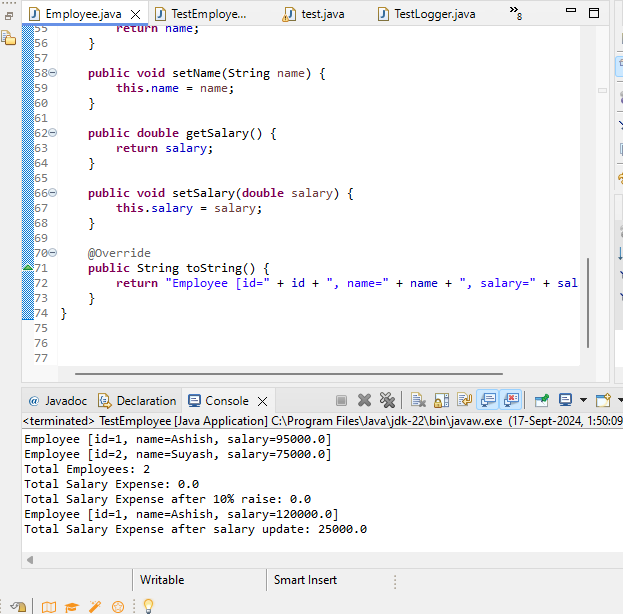 Employee.java
TestEmploye...
test.java
TestLogger.java
»8
55 return name;
56 }
57
58 public void setName(String name) {
59 this.name = name;
60 }
61
62 public double getSalary() {
63 return salary;
64 }
65
66 public void setSalary(double salary) {
67 this.salary = salary;
68 }
69
70 @Override
71 public String toString() {
72 return "Employee [id=" + id + ", name=" + name + ", salary=" + sal
73 }
74 }
75
76
77
@ Javadoc
Declaration
Console
<terminated> TestEmployee [Java Application] C:\Program Files\Java\jdk-22\bin\javaw.exe (17-Sept-2024, 1:50:09
Employee [id=1, name=Ashish, salary=95000.0]
Employee [id=2, name=Suyash, salary=75000.0]
Total Employees: 2
Total Salary Expense: 0.0
Total Salary Expense after 10% raise: 0.0
Employee [id=1, name=Ashish, salary=120000.0]
Total Salary Expense after salary update: 25000.0
Writable
Smart Insert